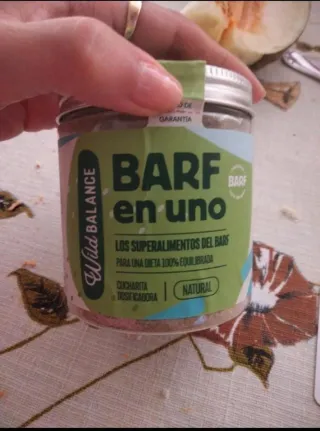 DE
GARANTÍA
Wild BALANCE
BARF
en uno
BARF
LOS SUPERALIMENTOS DEL BARF
PARA UNA DIETA 100% EQUILIBRADA
CUCHARITA
DOSIFICADORA
NATURAL